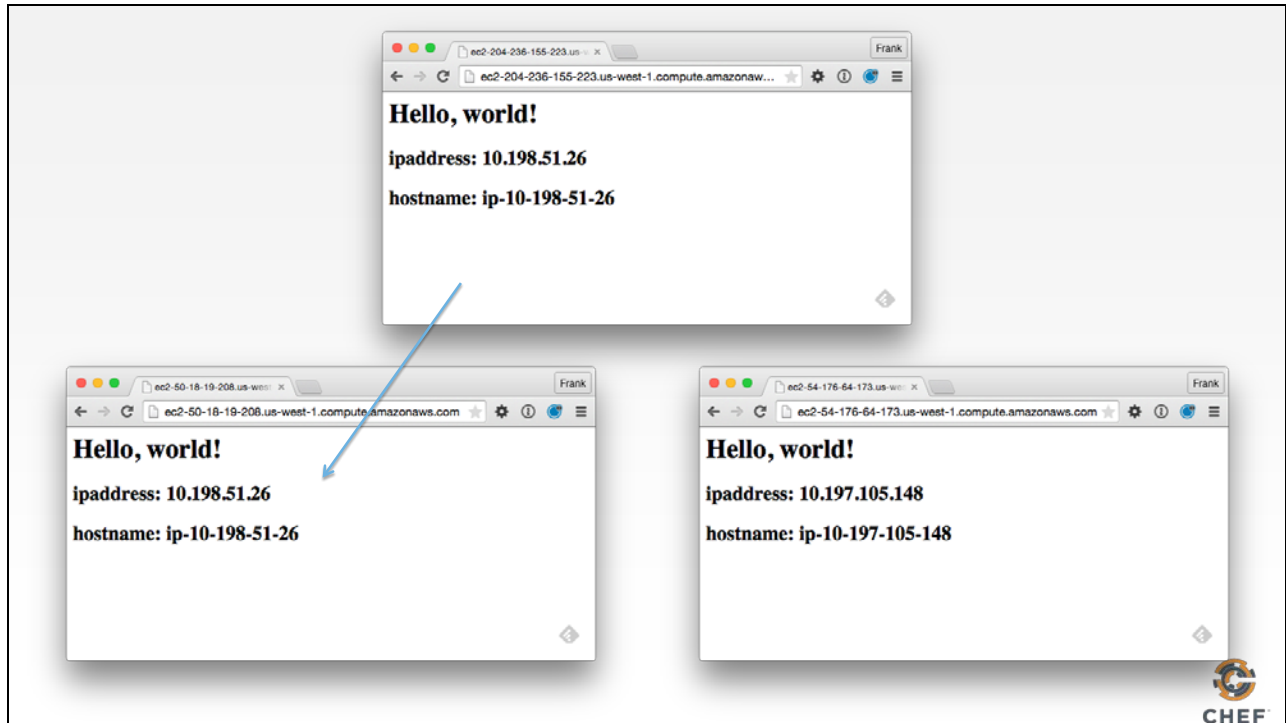 ec2-204-236-155-223.us-w
Frank
ec2-204-236-155-223.us-west-1.compute.amazonaw...
Hello, world!
ipaddress: 10.198.51.26
hostname: ip-10-198-51-26
ec2-50-18-19-208.us-west
Frank
ec2-50-18-19-208.us-west-1.compute.amazonaws.com
Hello, world!
ipaddress: 10.198.51.26
hostname: ip-10-198-51-26
ec2-54-176-64-173.us-wes
Frank
ec2-54-176-64-173.us-west-1.compute.amazonaws.com
Hello, world!
ipaddress: 10.197.105.148
hostname: ip-10-197-105-148
CHEF